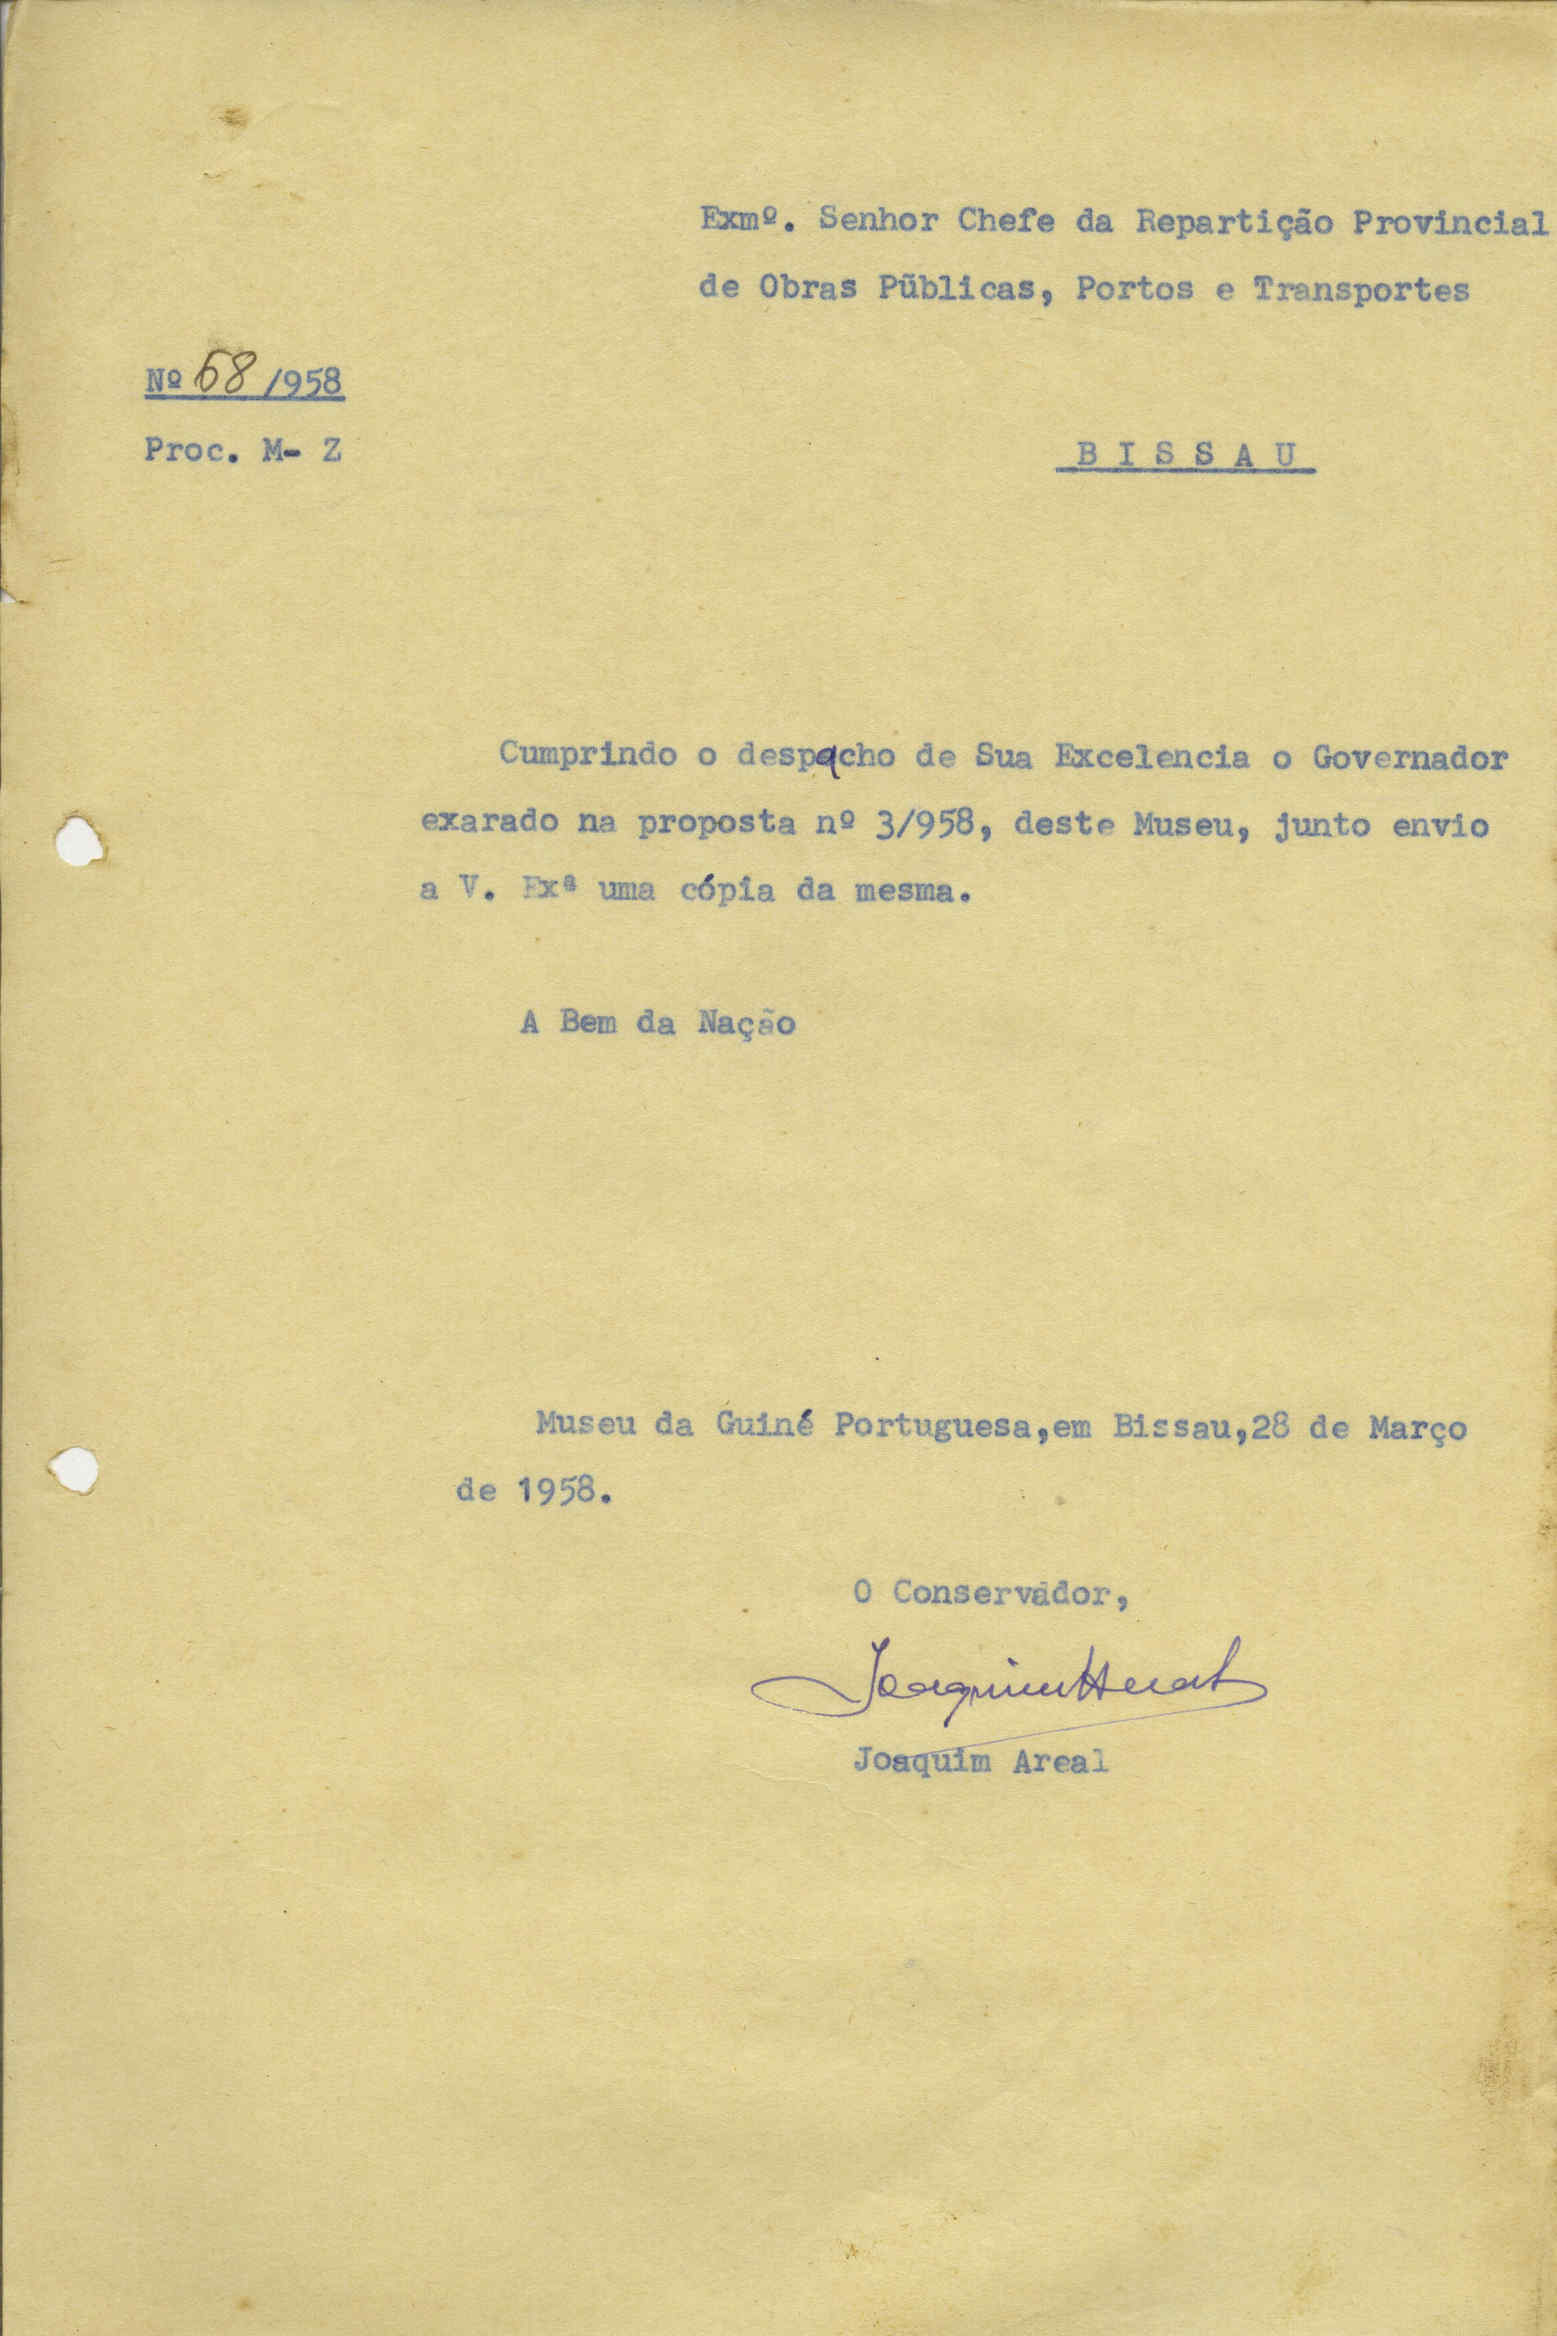 Exmº. Senhor Chefe da Repartição Provincial
de Obras Públicas, Portos e Transportes
Nº 68/958
Proc. M- Z
B I S S A U
Cumprindo o despacho de Sua Excelencia o Governador
exarado na proposta nº 3/958, deste Museu, junto envio
a V. Exª uma cópia da mesma.
A Bem da Nação
Museu da Guiné Portuguesa,em Bissau,28 de Março
de 1958.
O Conservador,
Joaquim Areal
Joaquim Areal